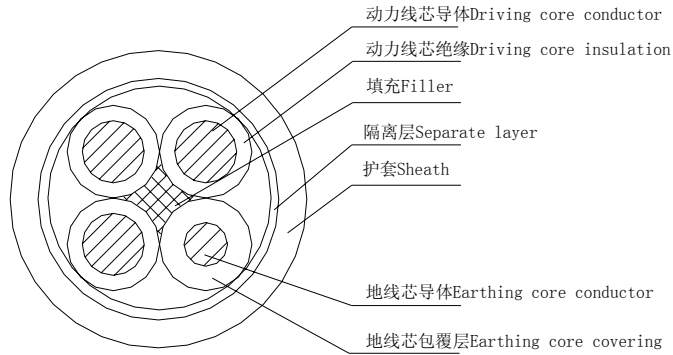 动力线芯导体Driving core conductor
动力线芯绝缘Driving core insulation
填充Filler
隔离层Separate layer
护套Sheath
地线芯导体Earthing core conductor
地线芯包覆层Earthing core covering